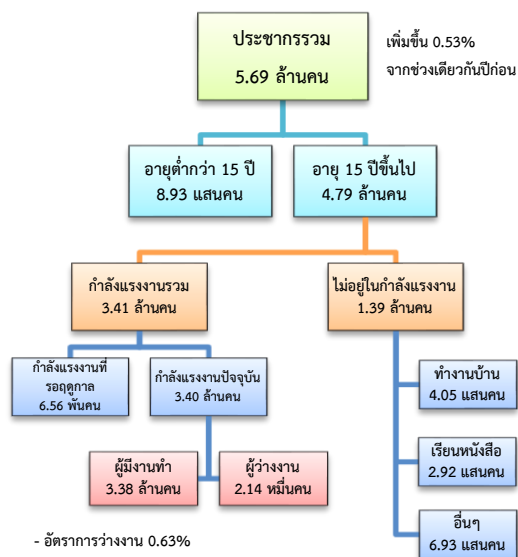 ประชากรรวม
5.69 ล้านคน
เพิ่มขึ้น 0.53%
จากช่วงเดียวกันปีก่อน
อายุต่ำกว่า 15 ปี
8.93 แสนคน
อายุ 15 ปีขึ้นไป
4.79 ล้านคน
กำลังแรงงานรวม
3.41 ล้านคน
ไม่อยู่ในกำลังแรงงาน
1.39 ล้านคน
กำลังแรงงานที่
รอฤดูกาล
6.56 พันคน
กำลังแรงงานปัจจุบัน
3.40 ล้านคน
ทำงานบ้าน
4.05 แสนคน
ผู้มีงานทำ
3.38 ล้านคน
ผู้ว่างงาน
2.14 หมื่นคน
เรียนหนังสือ
2.92 แสนคน
อื่นๆ
6.93 แสนคน
- อัตราการว่างงาน 0.63%